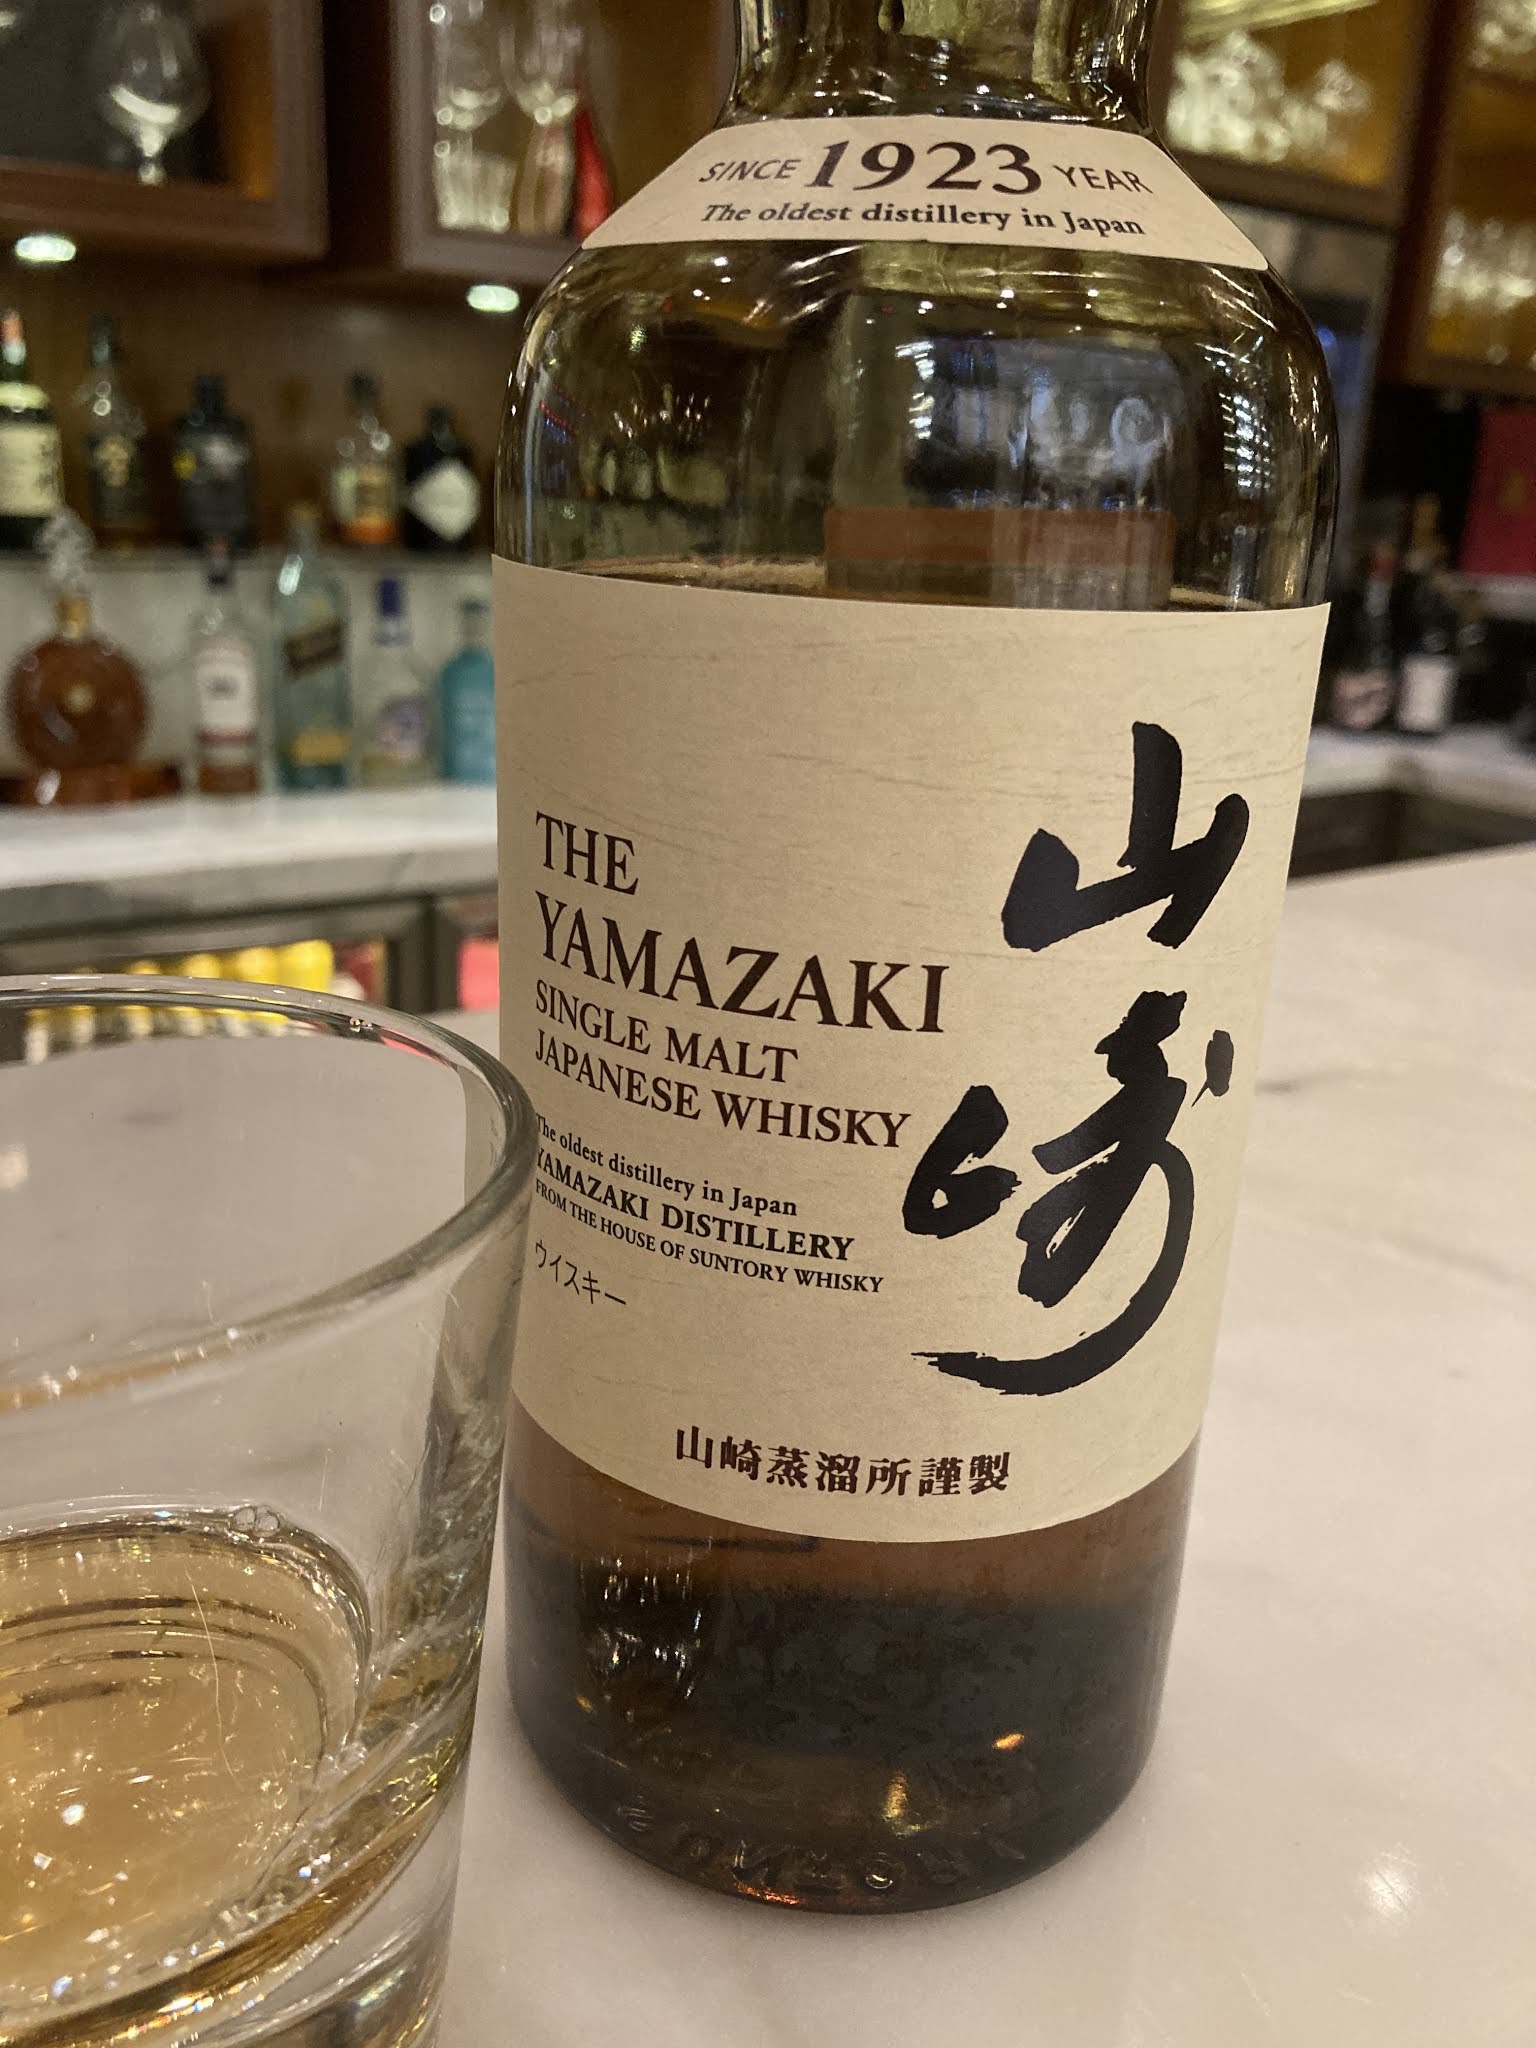 SINCE 1923 YEAR
The oldest distillery in Japan
山崎
THE
YAMAZAKI
SINGLE MALT
JAPANESE WHISKY
The oldest distillery in Japan
YAMAZAKI DISTILLERY
FROM THE HOUSE OF SUNTORY WHISKY
ウイスキー
山崎蒸溜所謹製